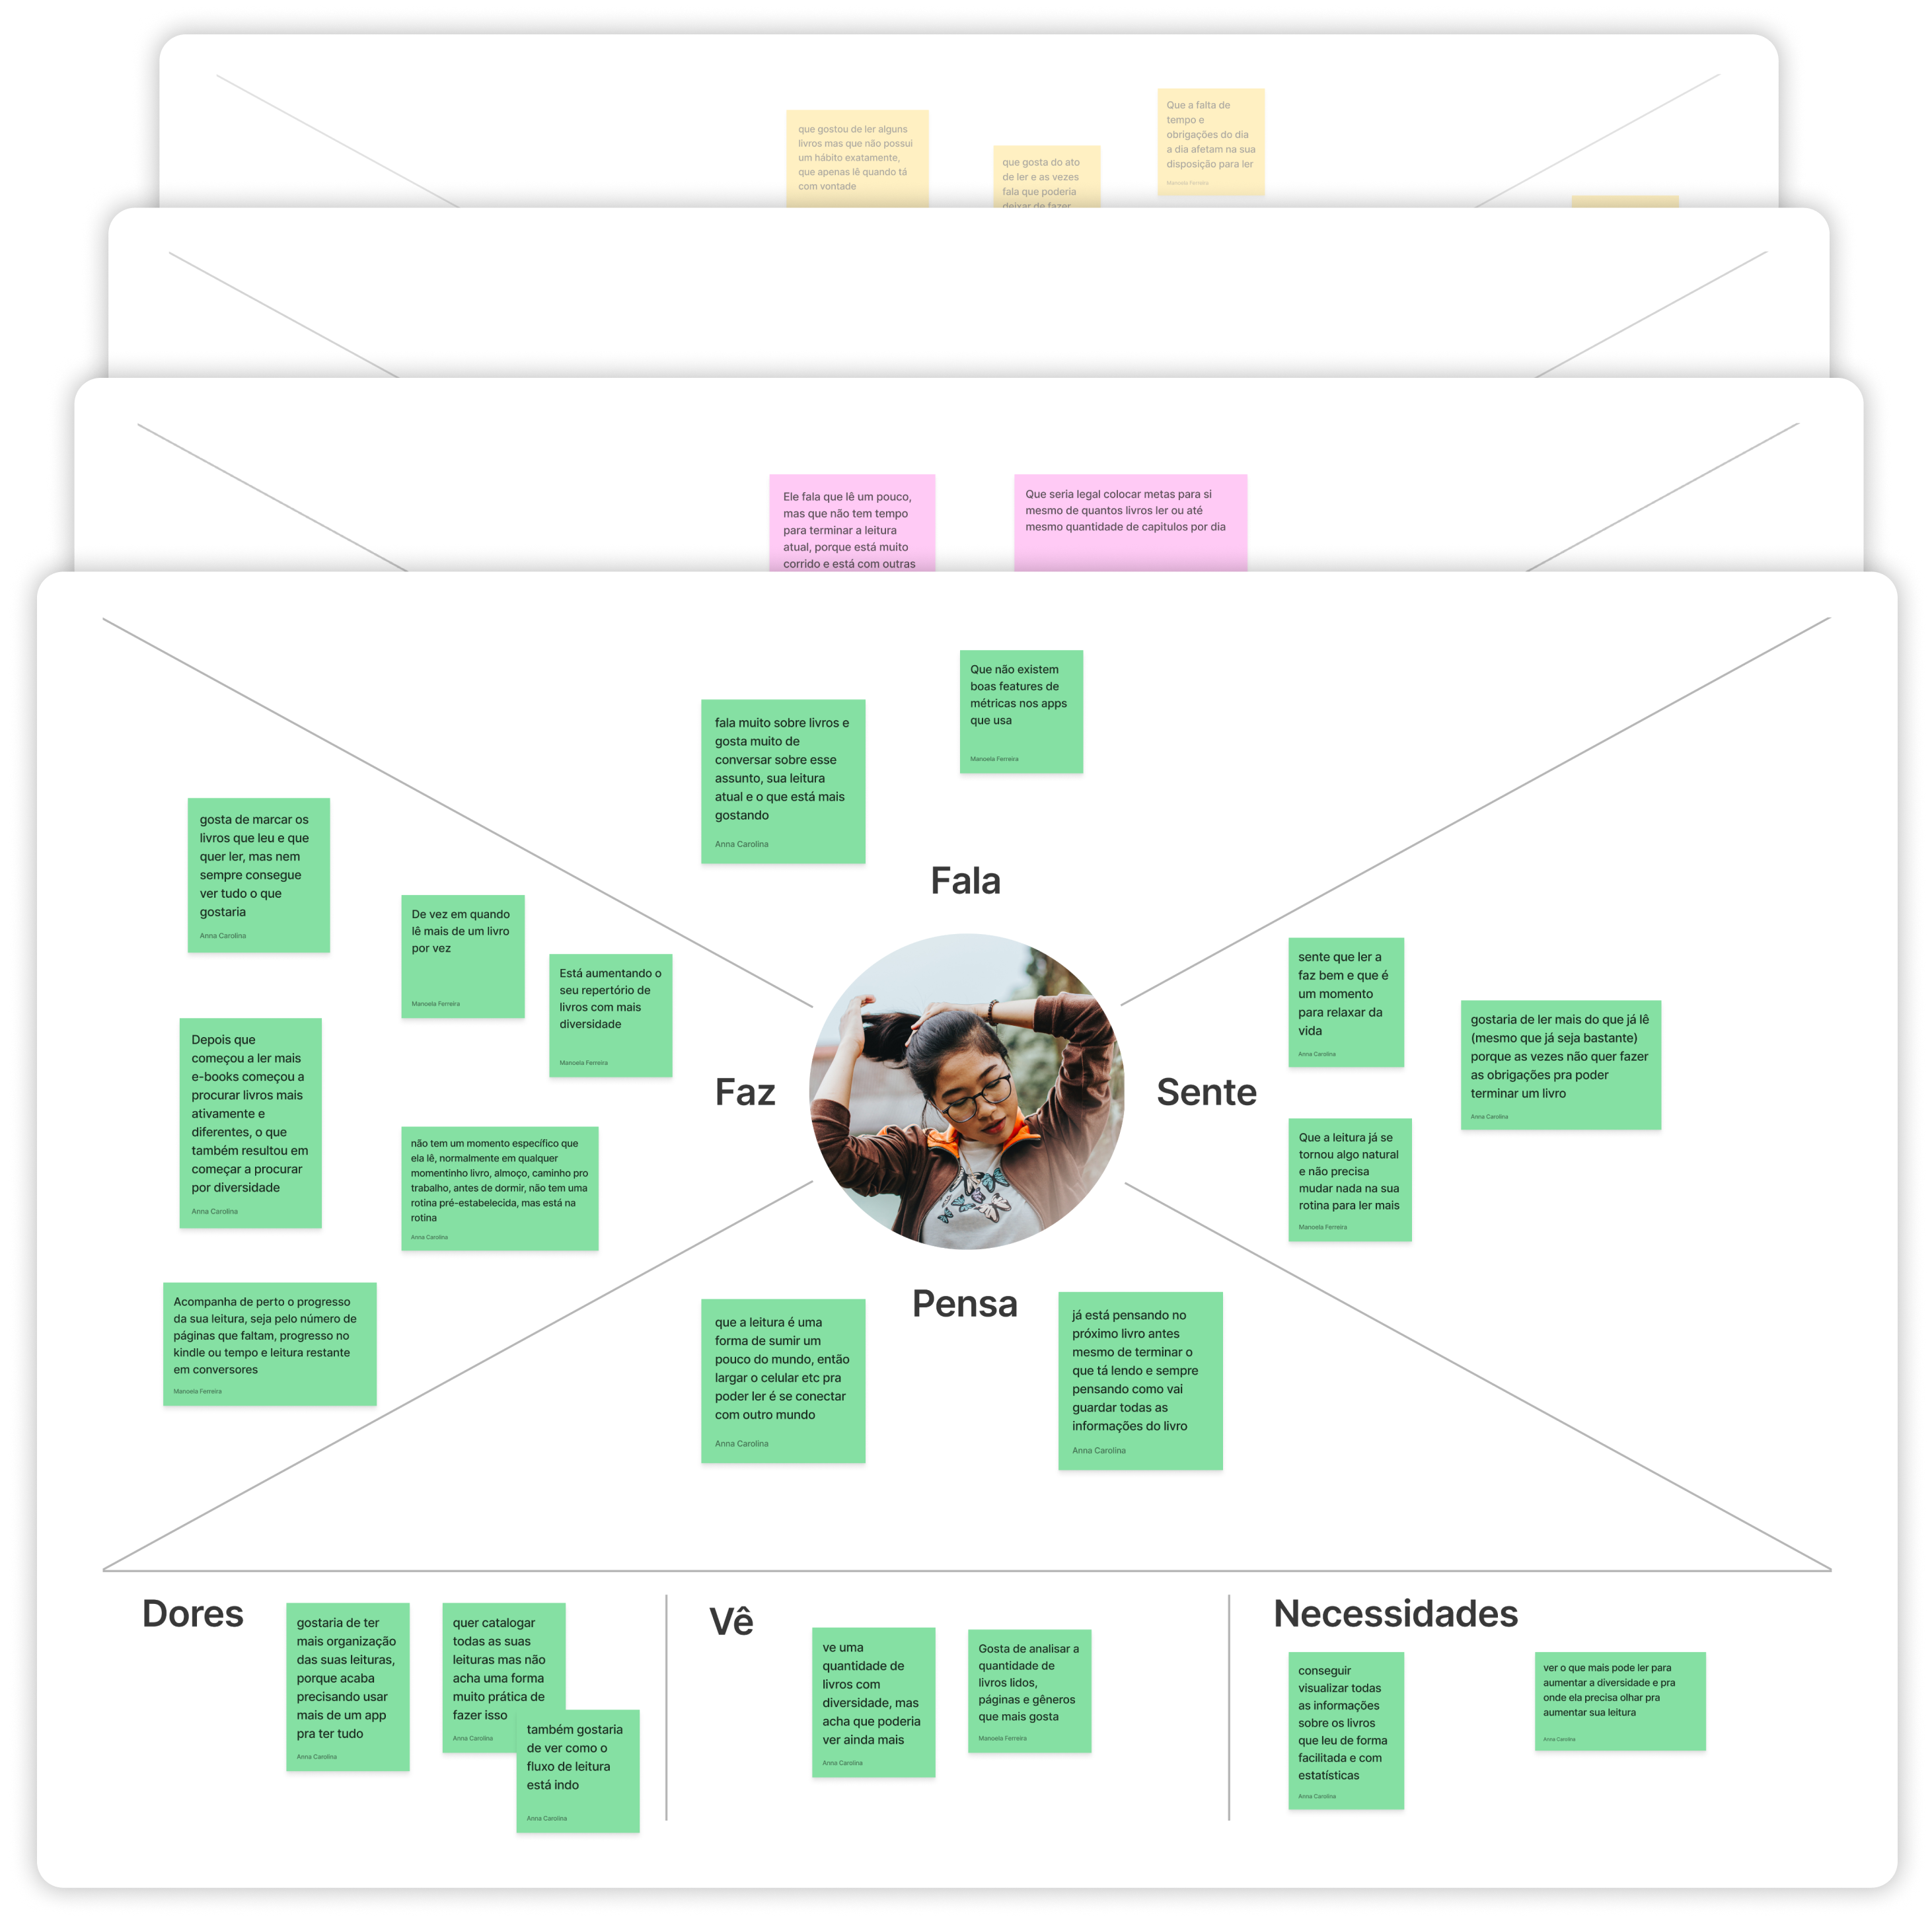 que gostou de ler alguns
livros mas que não possui
um hábito exatamente,
que apenas lê quando tá
com vontade
que gosta do ato
de ler e as vezes
fala que poderia
deixar de fazer
Que a falta de
tempo e
obrigações do dia
a dia afetam na sua
disposição para ler
Manoela Ferreira
Ele fala que lê um pouco,
mas que não tem tempo
para terminar a leitura
atual, porque está muito
corrido e está com outras
Que seria legal colocar metas para si
mesmo de quantos livros ler ou até
mesmo quantidade de capitulos por dia
fala muito sobre livros e
gosta muito de
conversar sobre esse
assunto, sua leitura
atual e o que está mais
gostando
Anna Carolina
Que não existem
boas features de
métricas nos apps
que usa
Manoela Ferreira
Fala
gosta de marcar os
livros que leu e que
quer ler, mas nem
sempre consegue
ver tudo o que
gostaria
Anna Carolina
De vez em quando
lê mais de um livro
por vez
Manoela Ferreira
Está aumentando o
seu repertório de
livros com mais
diversidade
Manoela Ferreira
Depois que
começou a ler mais
e-books começou a
procurar livros mais
ativamente e
diferentes, o que
também resultou em
começar a procurar
por diversidade
Anna Carolina
não tem um momento específico que
ela lê, normalmente em qualquer
momentinho livro, almoço, caminho pro
trabalho, antes de dormir, não tem uma
rotina pré-estabelecida, mas está na
rotina
Anna Carolina
Acompanha de perto o progresso
da sua leitura, seja pelo número de
páginas que faltam, progresso no
kindle ou tempo e leitura restante
em conversores
Manoela Ferreira
Faz
Sente
sente que ler a
faz bem e que é
um momento
para relaxar da
vida
Anna Carolina
gostaria de ler mais do que já lê
(mesmo que já seja bastante)
porque as vezes não quer fazer
as obrigações pra poder
terminar um livro
Anna Carolina
Que a leitura já se
tornou algo natural
e não precisa
mudar nada na sua
rotina para ler mais
Manoela Ferreira
Pensa
que a leitura é uma
forma de sumir um
pouco do mundo, então
largar o celular etc pra
poder ler é se conectar
com outro mundo
Anna Carolina
já está pensando no
próximo livro antes
mesmo de terminar o
que tá lendo e sempre
pensando como vai
guardar todas as
informações do livro
Anna Carolina
Dores
gostaria de ter
mais organização
das suas leituras,
porque acaba
precisando usar
mais de um app
pra ter tudo
Anna Carolina
quer catalogar
todas as suas
leituras mas não
acha uma forma
muito prática de
fazer isso
Anna Carolina
também gostaria
de ver como o
fluxo de leitura
está indo
Anna Carolina
Vê
ve uma
quantidade de
livros com
diversidade, mas
acha que poderia
ver ainda mais
Anna Carolina
Gosta de analisar a
quantidade de
livros lidos,
páginas e gêneros
que mais gosta
Manoela Ferreira
Necessidades
conseguir
visualizar todas
as informações
sobre os livros
que leu de forma
facilitada e com
estatísticas
Anna Carolina
ver o que mais pode ler para
aumentar a diversidade e pra
onde ela precisa olhar pra
aumentar sua leitura
Anna Carolina